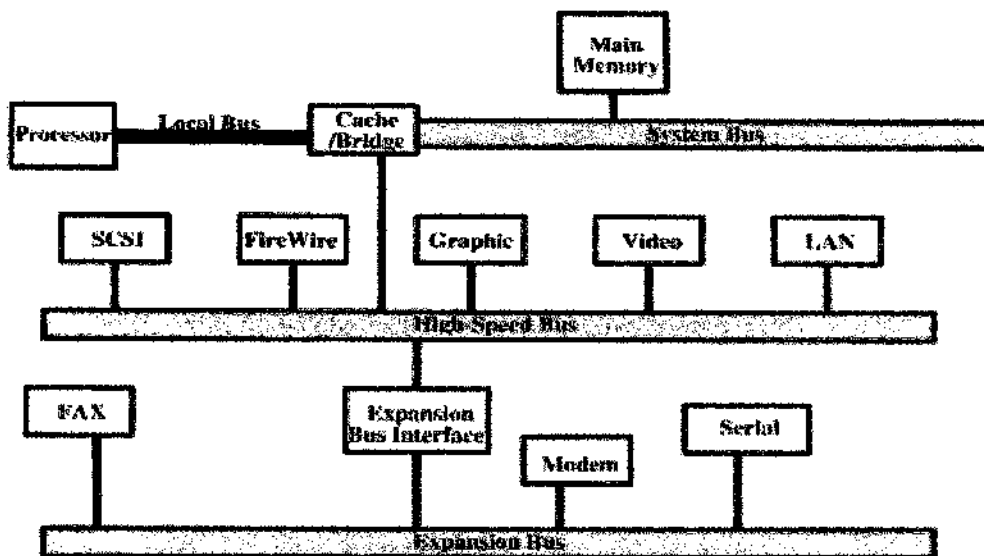 Main
Memory
Processor
Local Bus
Cache
/Bridge
System Bus
SCSI
FireWire
Graphic
Video
LAN
High-Speed Bus
FAX
Expansion
Bus Interface
Modem
Serial
Expansion Bus